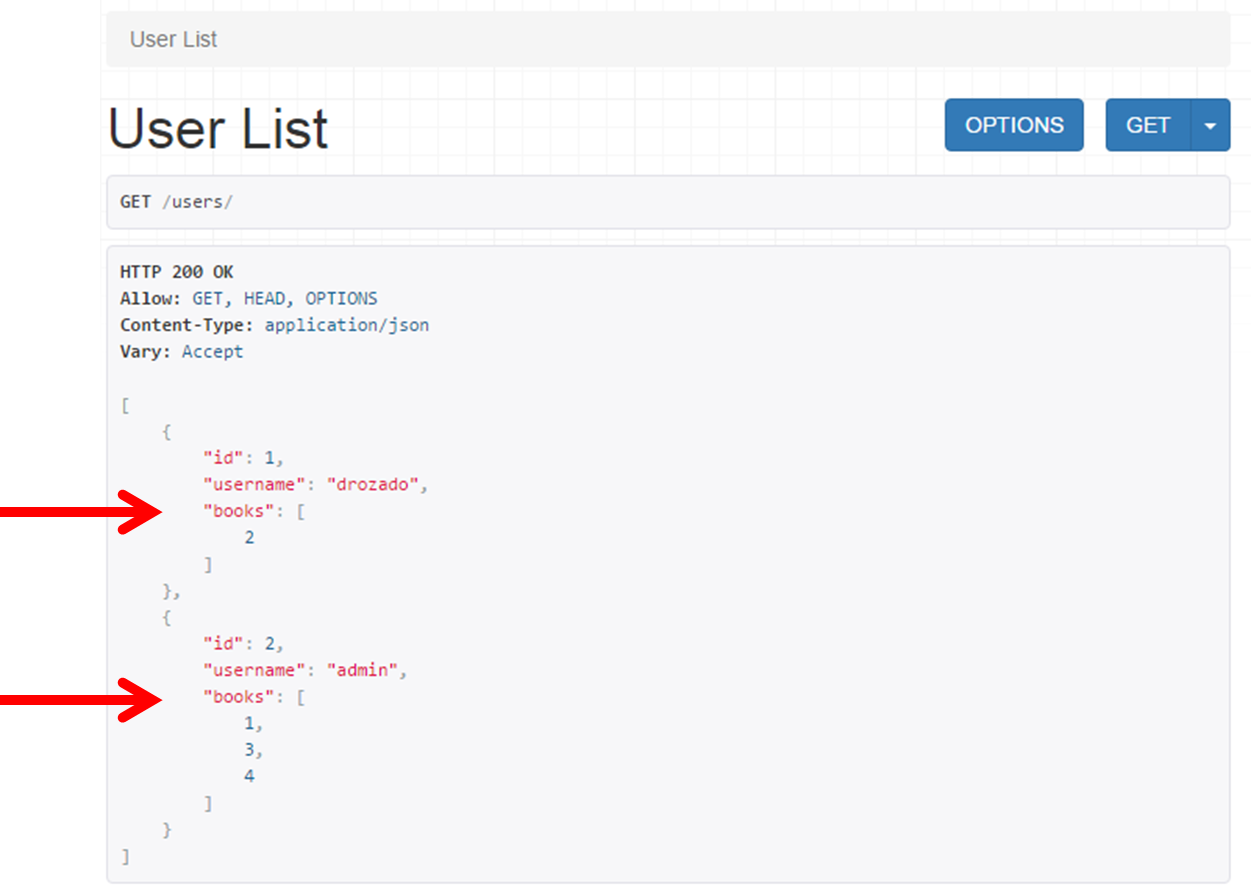 User List
User List
OPTIONS
GET
GET /users/
HTTP 200 OK
Allow: GET, HEAD, OPTIONS
Content-Type: application/json
Vary: Accept
[
    {
        "id": 1,
        "username": "drozado",
        "books": [
            2
        ]
    },
    {
        "id": 2,
        "username": "admin",
        "books": [
            1,
            3,
            4
        ]
    }
]